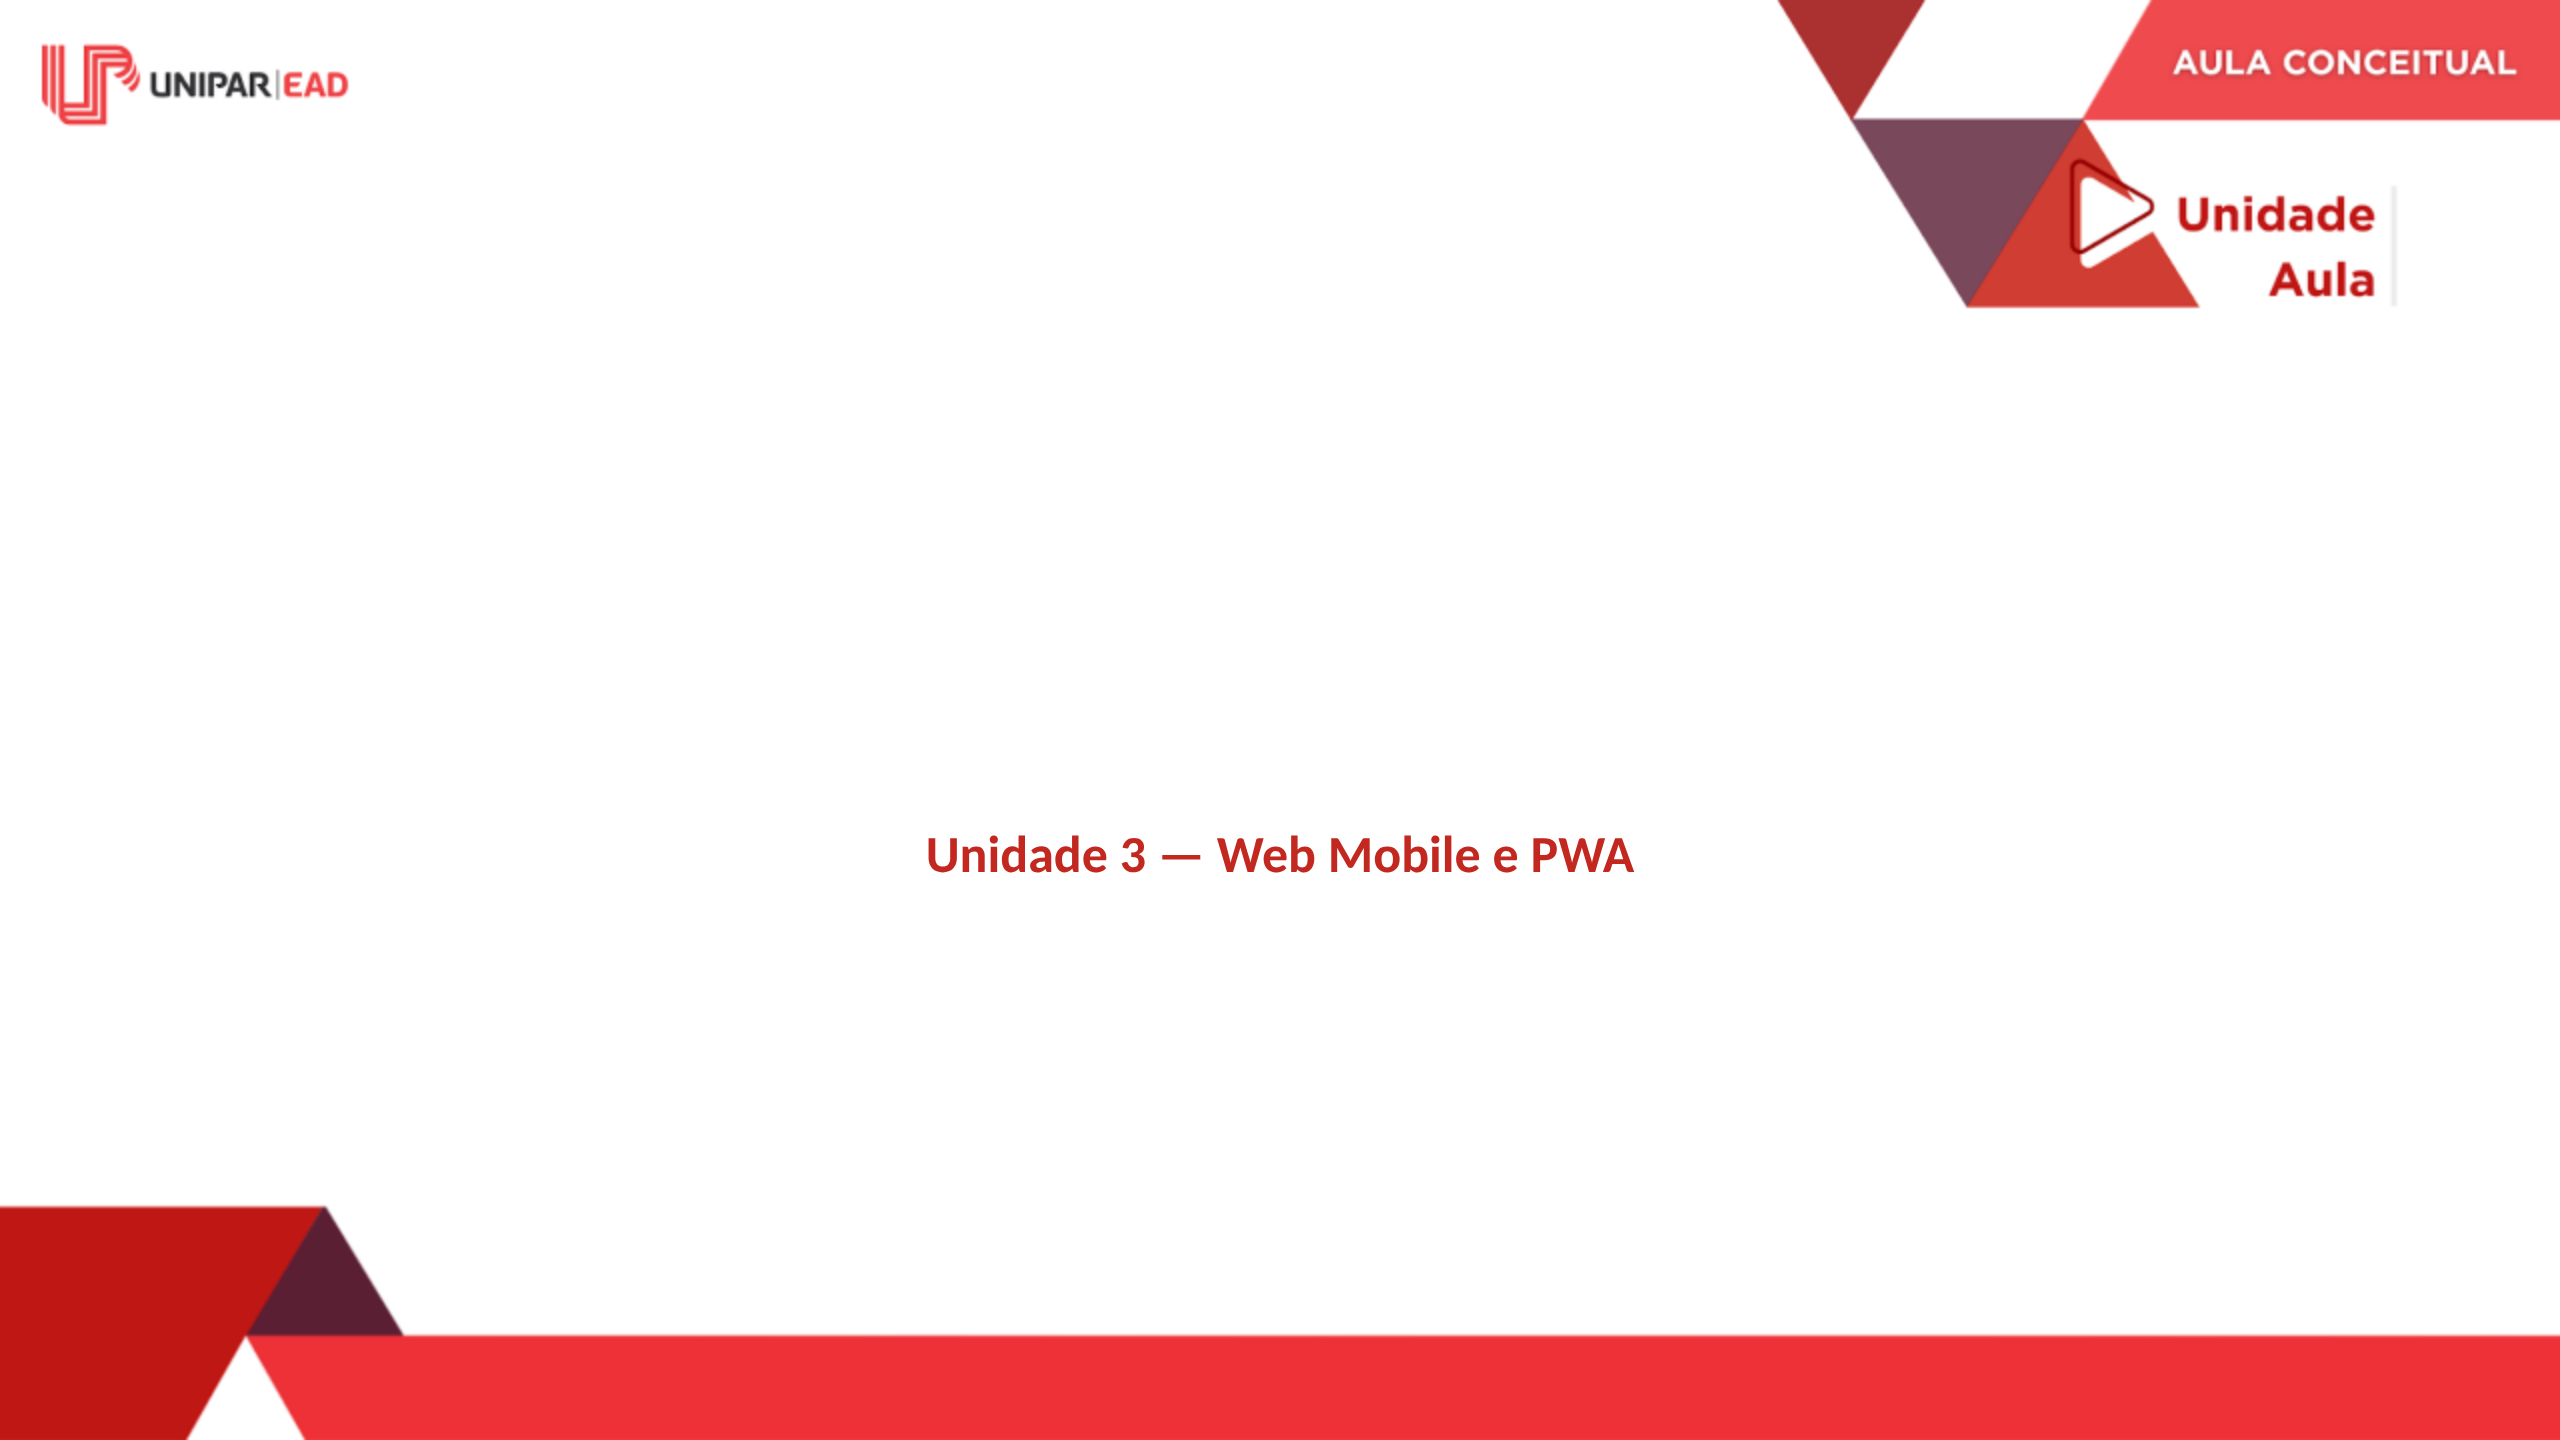 UNIPAR|EAD
AULA CONCEITUAL
Unidade
Aula
Unidade 3 — Web Mobile e PWA